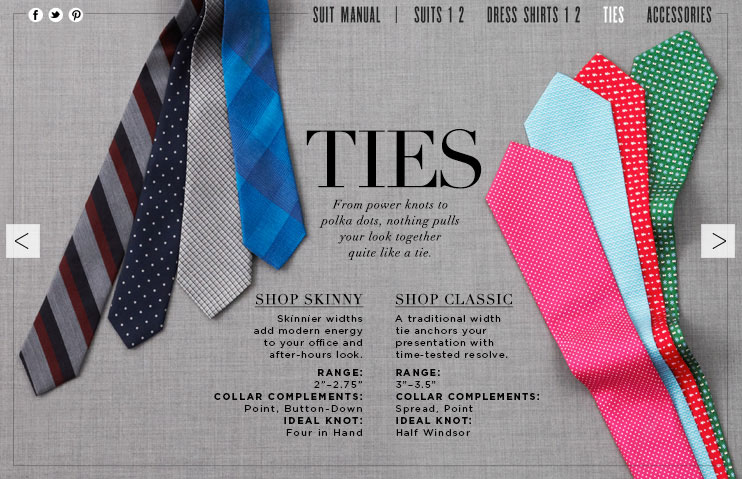 SUIT MANUAL | SUITS 1 2 DRESS SHIRTS 1 2 TIES ACCESSORIES
TIES
From power knots to
polka dots, nothing pulls
your look together
quite like a tie.
< >
SHOP SKINNY
Skinnier widths
add modern energy
to your office and
after-hours look.
RANGE:
2"–2.75"
COLLAR COMPLEMENTS:
Point, Button-Down
IDEAL KNOT:
Four in Hand
SHOP CLASSIC
A traditional width
tie anchors your
presentation with
time-tested resolve.
RANGE:
3"–3.5"
COLLAR COMPLEMENTS:
Spread, Point
IDEAL KNOT:
Half Windsor